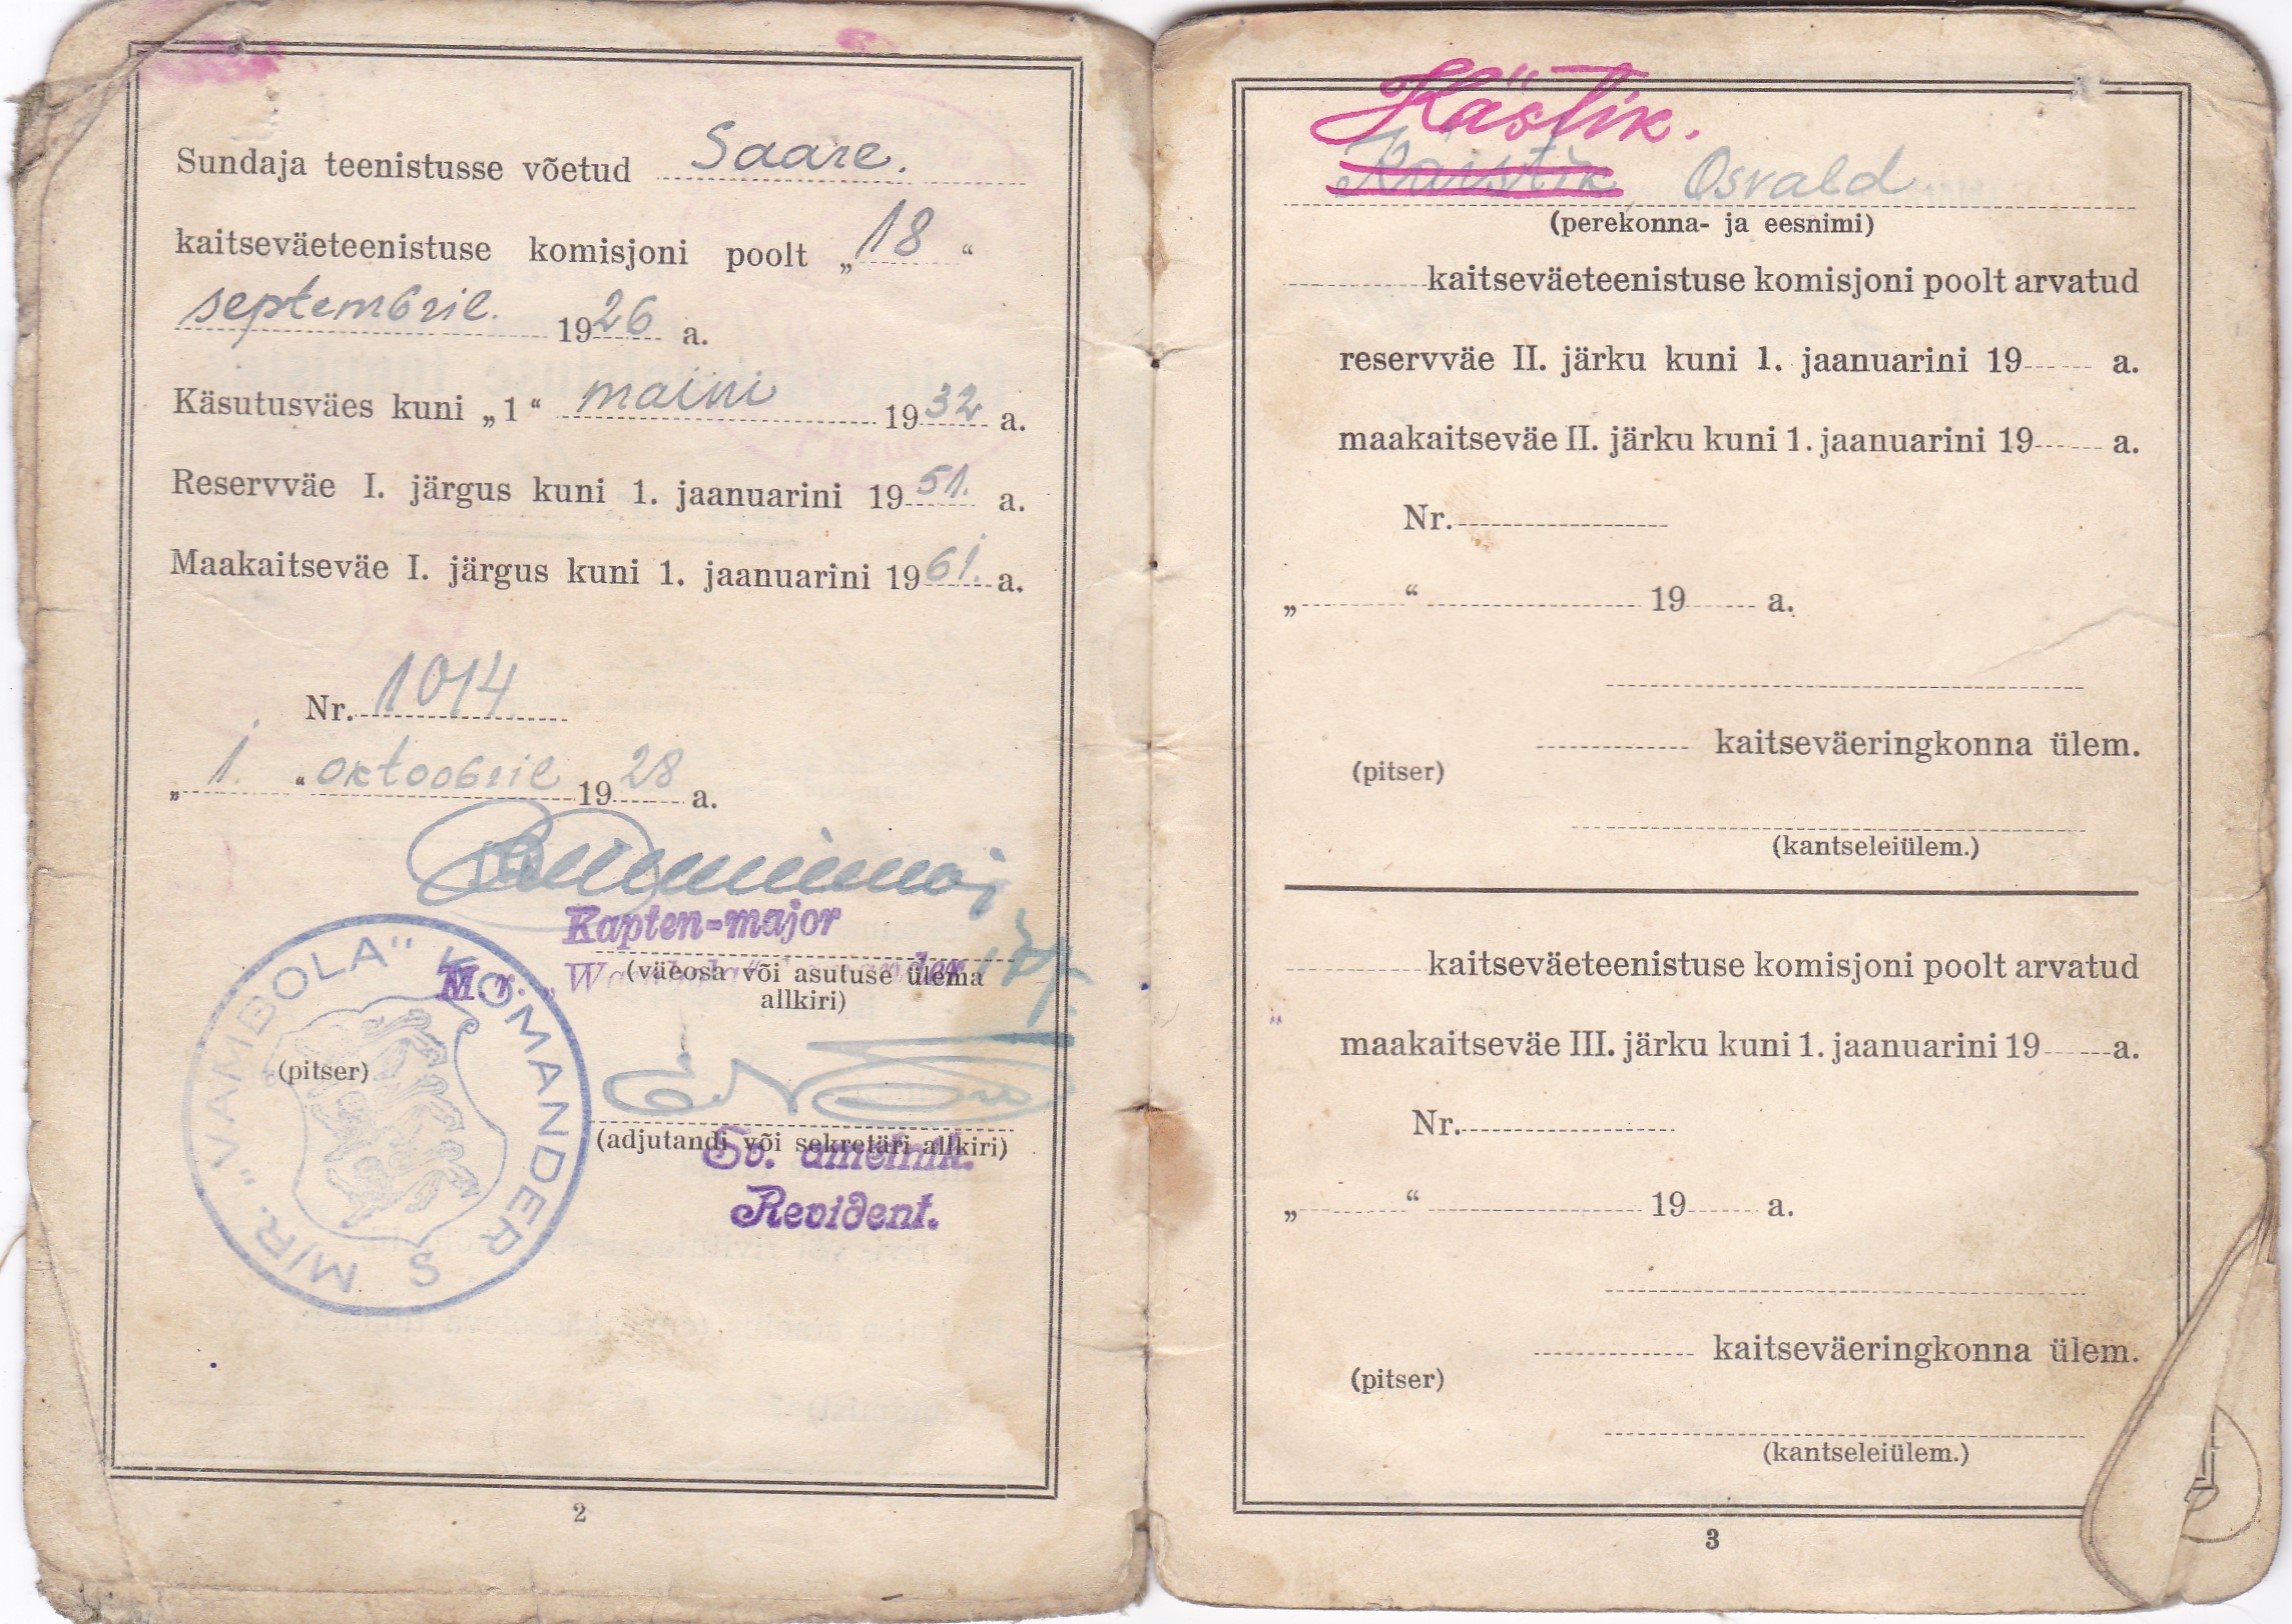 Sundaja teenistusse võetud Saare.
kaitseväeteenistuse komisjoni poolt „18“
septembril. 1926 a.
Käsutusväes kuni „1“ maini 1932 a.
Reservväe I. järgus kuni 1. jaanuarini 1951. a.
Maakaitseväe I. järgus kuni 1. jaanuarini 1961. a.
Nr. 1014
„1.“ oktoobril 1928 a.
Kapten-major
M. r.
(väeosa või asutuse ülema
allkiri)
M/R. "VAMBOLA" KOMANDER S
(pitser)
(adjutandi või sekretäri allkiri)
Sv. ametnik.
Revident.
2
Kästik.
Käistik Osvald
(perekonna- ja eesnimi)
kaitseväeteenistuse komisjoni poolt arvatud
reservväe II. järku kuni 1. jaanuarini 19 a.
maakaitseväe II. järku kuni 1. jaanuarini 19 a.
Nr.
„ “ 19 a.
kaitseväeringkonna ülem.
(pitser)
(kantseleiülem.)
kaitseväeteenistuse komisjoni poolt arvatud
maakaitseväe III. järku kuni 1. jaanuarini 19 a.
Nr.
„ “ 19 a.
kaitseväeringkonna ülem.
(pitser)
(kantseleiülem.)
3